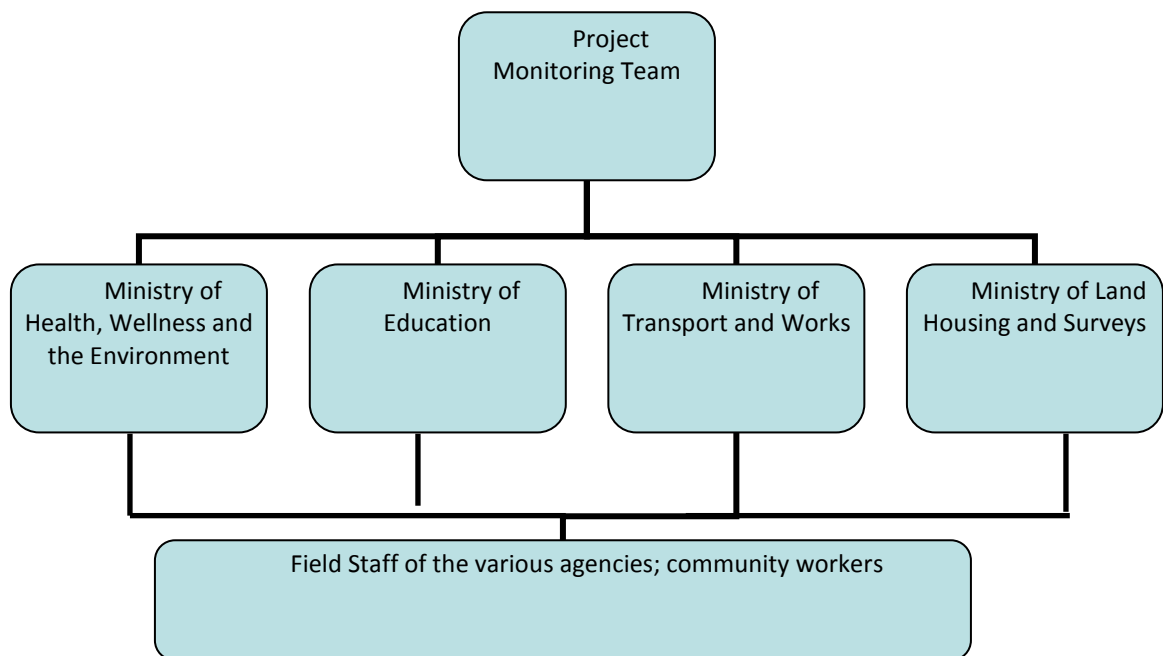 Project
Monitoring Team
Ministry of
Health, Wellness and
the Environment
Ministry of
Education
Ministry of
Transport and Works
Ministry of Land
Housing and Surveys
Field Staff of the various agencies; community workers